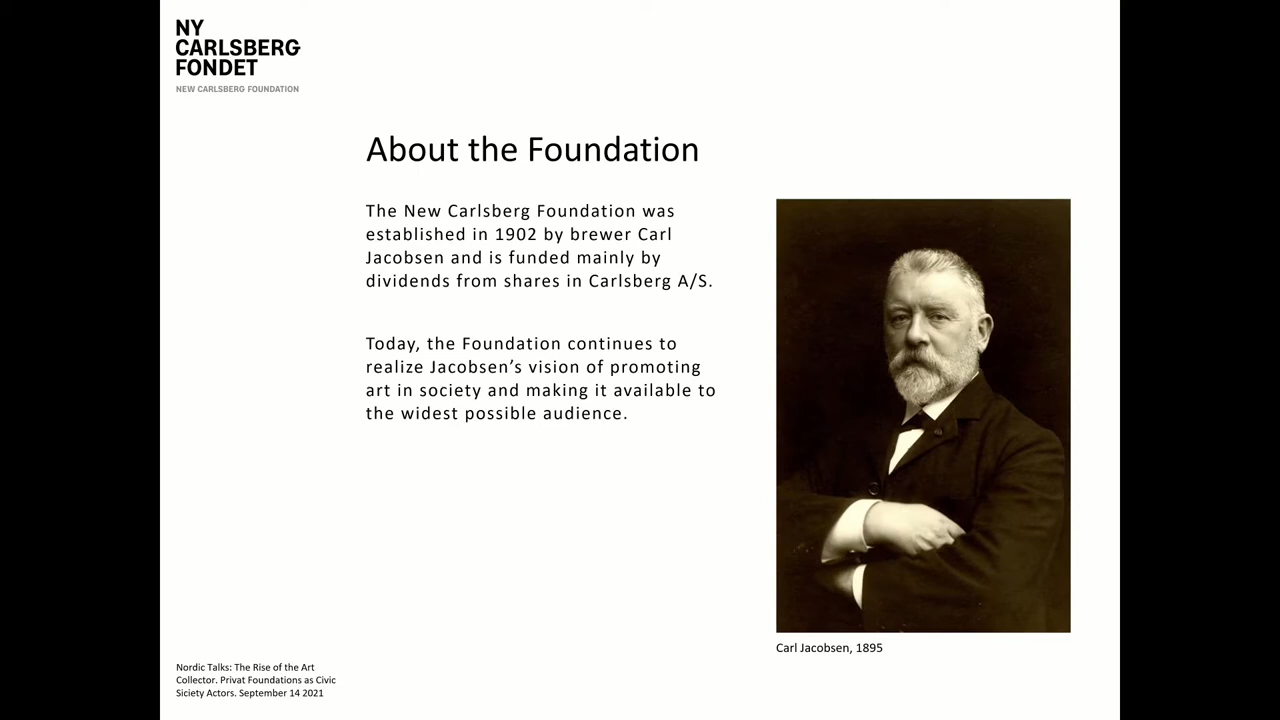 NY
CARLSBERG
FONDET
NEW CARLSBERG FOUNDATION
About the Foundation
The New Carlsberg Foundation was
established in 1902 by brewer Carl
Jacobsen and is funded mainly by
dividends from shares in Carlsberg A/S.
Today, the Foundation continues to
realize Jacobsen’s vision of promoting
art in society and making it available to
the widest possible audience.
Carl Jacobsen, 1895
Nordic Talks: The Rise of the Art
Collector. Privat Foundations as Civic
Siciety Actors. September 14 2021